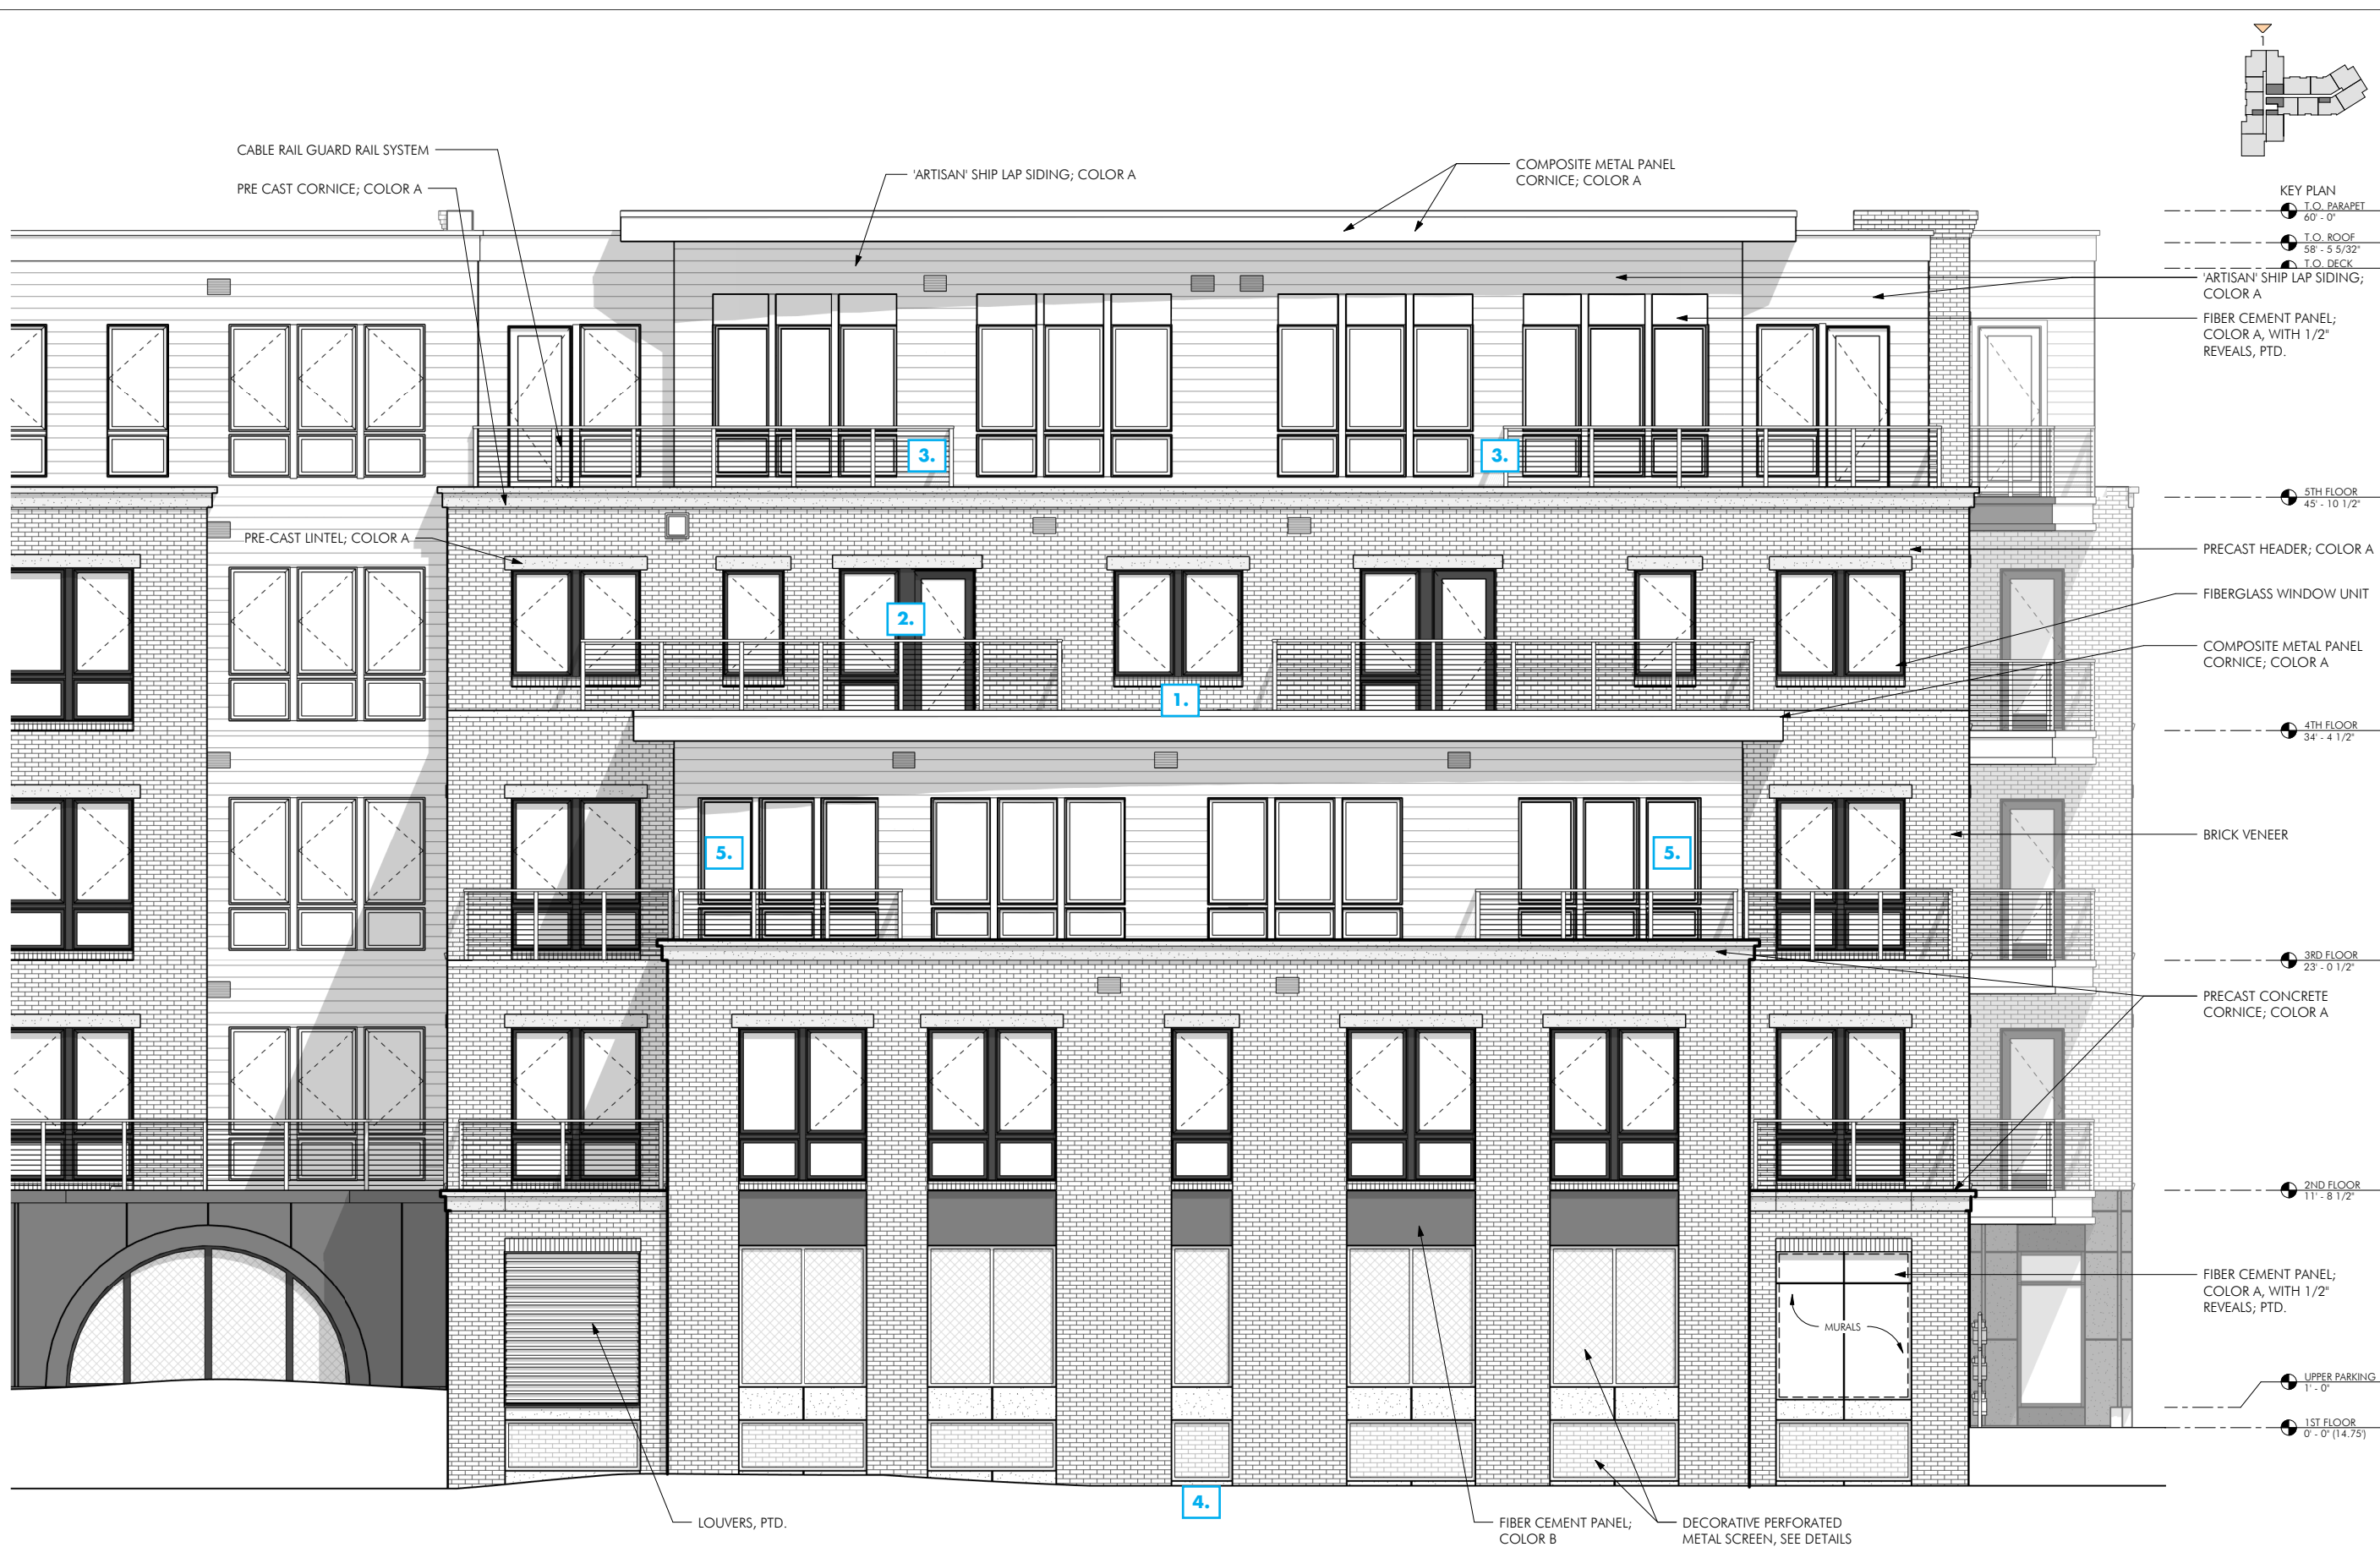 1
KEY PLAN
T.O. PARAPET
60' - 0"
T.O. ROOF
58' - 5 5/32"
T.O. DECK
CABLE RAIL GUARD RAIL SYSTEM
PRE CAST CORNICE; COLOR A
'ARTISAN' SHIP LAP SIDING; COLOR A
COMPOSITE METAL PANEL
CORNICE; COLOR A
'ARTISAN' SHIP LAP SIDING;
COLOR A
FIBER CEMENT PANEL;
COLOR A, WITH 1/2"
REVEALS, PTD.
3.
3.
5TH FLOOR
45' - 10 1/2"
PRE-CAST LINTEL; COLOR A
PRECAST HEADER; COLOR A
FIBERGLASS WINDOW UNIT
2.
COMPOSITE METAL PANEL
CORNICE; COLOR A
1.
4TH FLOOR
34' - 4 1/2"
BRICK VENEER
5.
5.
3RD FLOOR
23' - 0 1/2"
PRECAST CONCRETE
CORNICE; COLOR A
2ND FLOOR
11' - 8 1/2"
FIBER CEMENT PANEL;
COLOR A, WITH 1/2"
REVEALS; PTD.
MURALS
UPPER PARKING
1' - 0"
1ST FLOOR
0' - 0" (14.75')
4.
LOUVERS, PTD.
FIBER CEMENT PANEL;
COLOR B
DECORATIVE PERFORATED
METAL SCREEN, SEE DETAILS